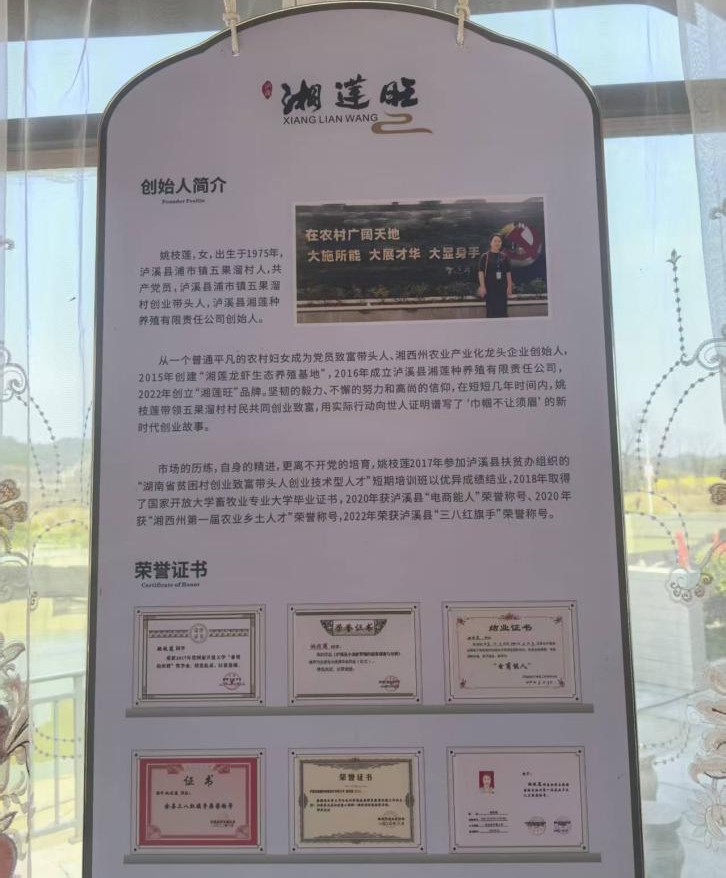 湘莲旺
XIANG LIAN WANG
创始人简介
Founder Profile
在农村广阔天地
大施所能 大展才华 大显身手
姚枝莲,女,出生于1975年,
泸溪县浦市镇五果溜村人,共
产党员,泸溪县浦市镇五果溜
村创业带头人,泸溪县湘莲种
养殖有限责任公司创始人。
从一个普通平凡的农村妇女成为党员致富带头人、湘西州农业产业化龙头企业创始人,
2015年创建“湘莲龙虾生态养殖基地”,2016年成立泸溪县湘莲种养殖有限责任公司,
2022年创立“湘莲旺”品牌。坚韧的毅力、不懈的努力和高尚的信仰,在短短几年时间内,姚
枝莲带领五果溜村村民共同创业致富,用实际行动向世人证明谱写了‘巾帼不让须眉’的新
时代创业故事。
市场的历练,自身的精进,更离不开党的培育,姚枝莲2017年参加泸溪县扶贫办组织的
“湖南省贫困村创业致富带头人创业技术型人才”短期培训班以优异成绩结业,2018年取得
了国家开放大学畜牧业专业大学毕业证书,2020年获泸溪县“电商能人”荣誉称号、2020年
获“湘西州第一届农业乡土人才”荣誉称号,2022年荣获泸溪县“三八红旗手”荣誉称号。
荣誉证书
Certificate of Honor
荣誉证书
结业证书
“电商能人”
证书
全县三八红旗手荣誉称号
荣誉证书